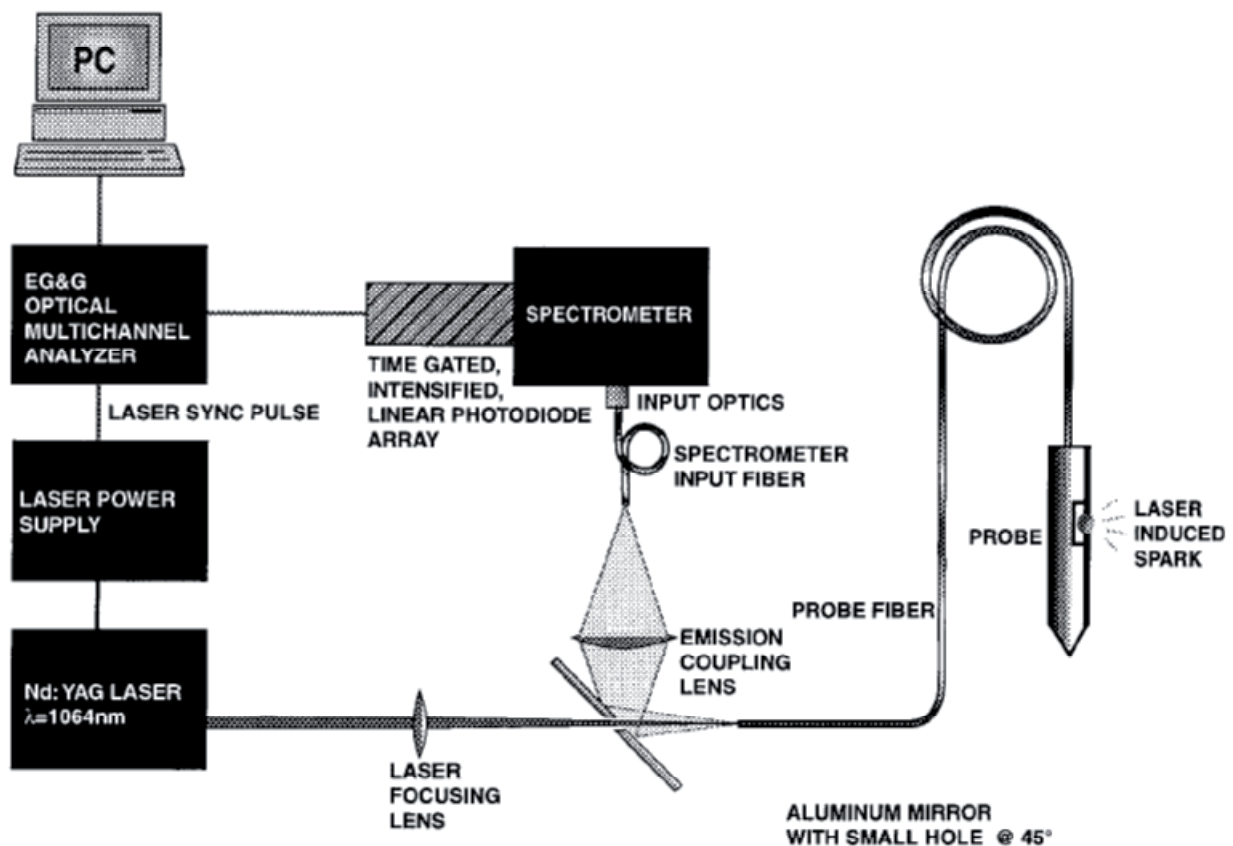 PC
EG&G
OPTICAL
MULTICHANNEL
ANALYZER
SPECTROMETER
TIME GATED,
INTENSIFIED,
LINEAR PHOTODIODE
ARRAY
INPUT OPTICS
LASER SYNC PULSE
SPECTROMETER
INPUT FIBER
LASER POWER
SUPPLY
PROBE
LASER
INDUCED
SPARK
PROBE FIBER
EMISSION
COUPLING
LENS
Nd: YAG LASER
λ=1064nm
LASER
FOCUSING
LENS
ALUMINUM MIRROR
WITH SMALL HOLE @ 45°